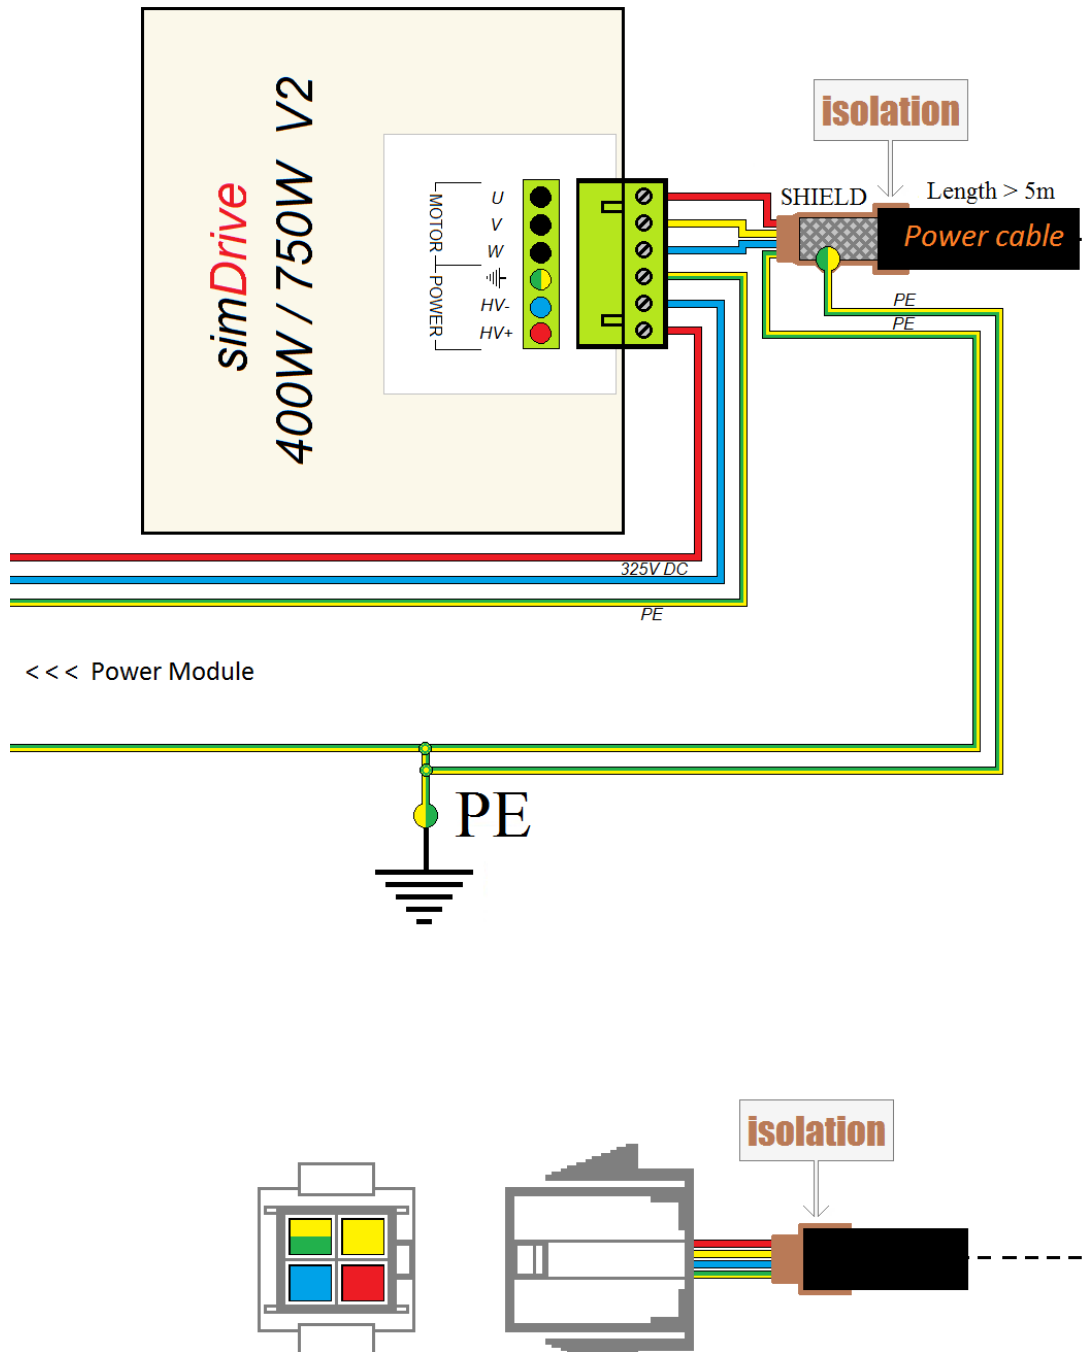 simDrive
400W / 750W V2
MOTOR
POWER
U
V
W
HV-
HV+
isolation
SHIELD
Length > 5m
Power cable
PE
PE
325V DC
PE
< < < Power Module
PE
isolation